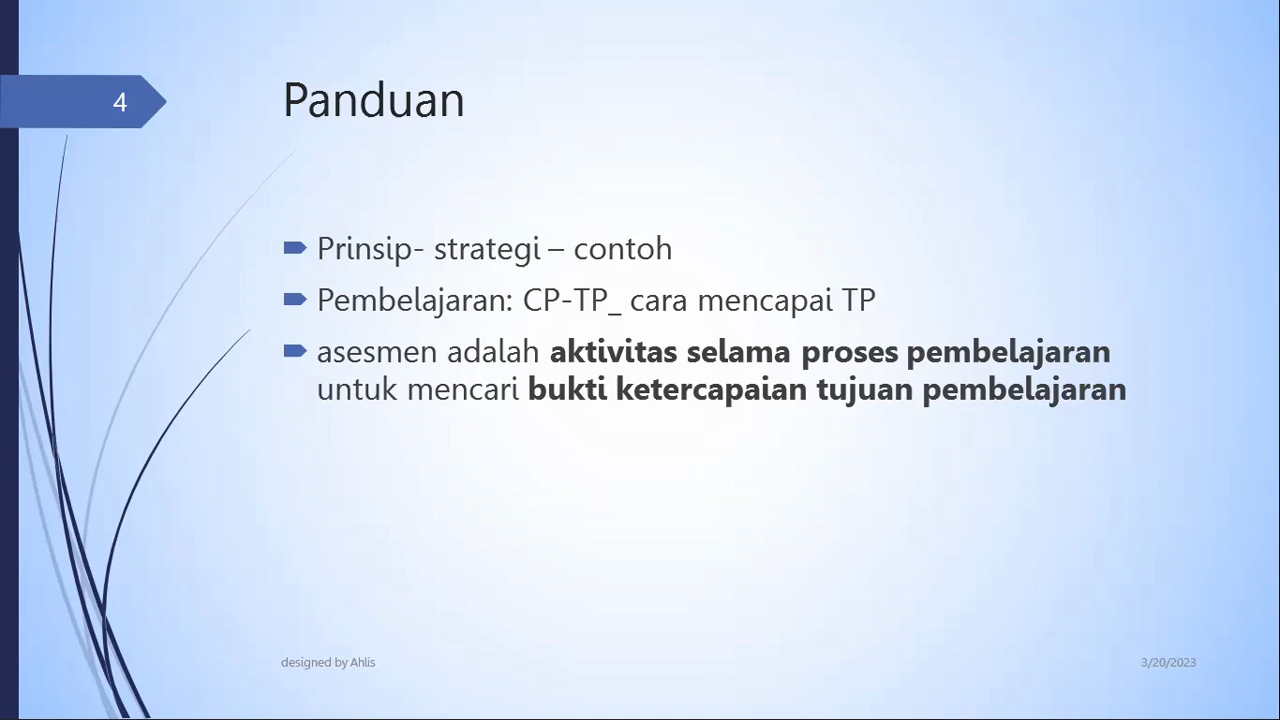 4
Panduan
Prinsip- strategi – contoh
Pembelajaran: CP-TP_ cara mencapai TP
asesmen adalah aktivitas selama proses pembelajaran
untuk mencari bukti ketercapaian tujuan pembelajaran
designed by Ahlis
3/20/2023